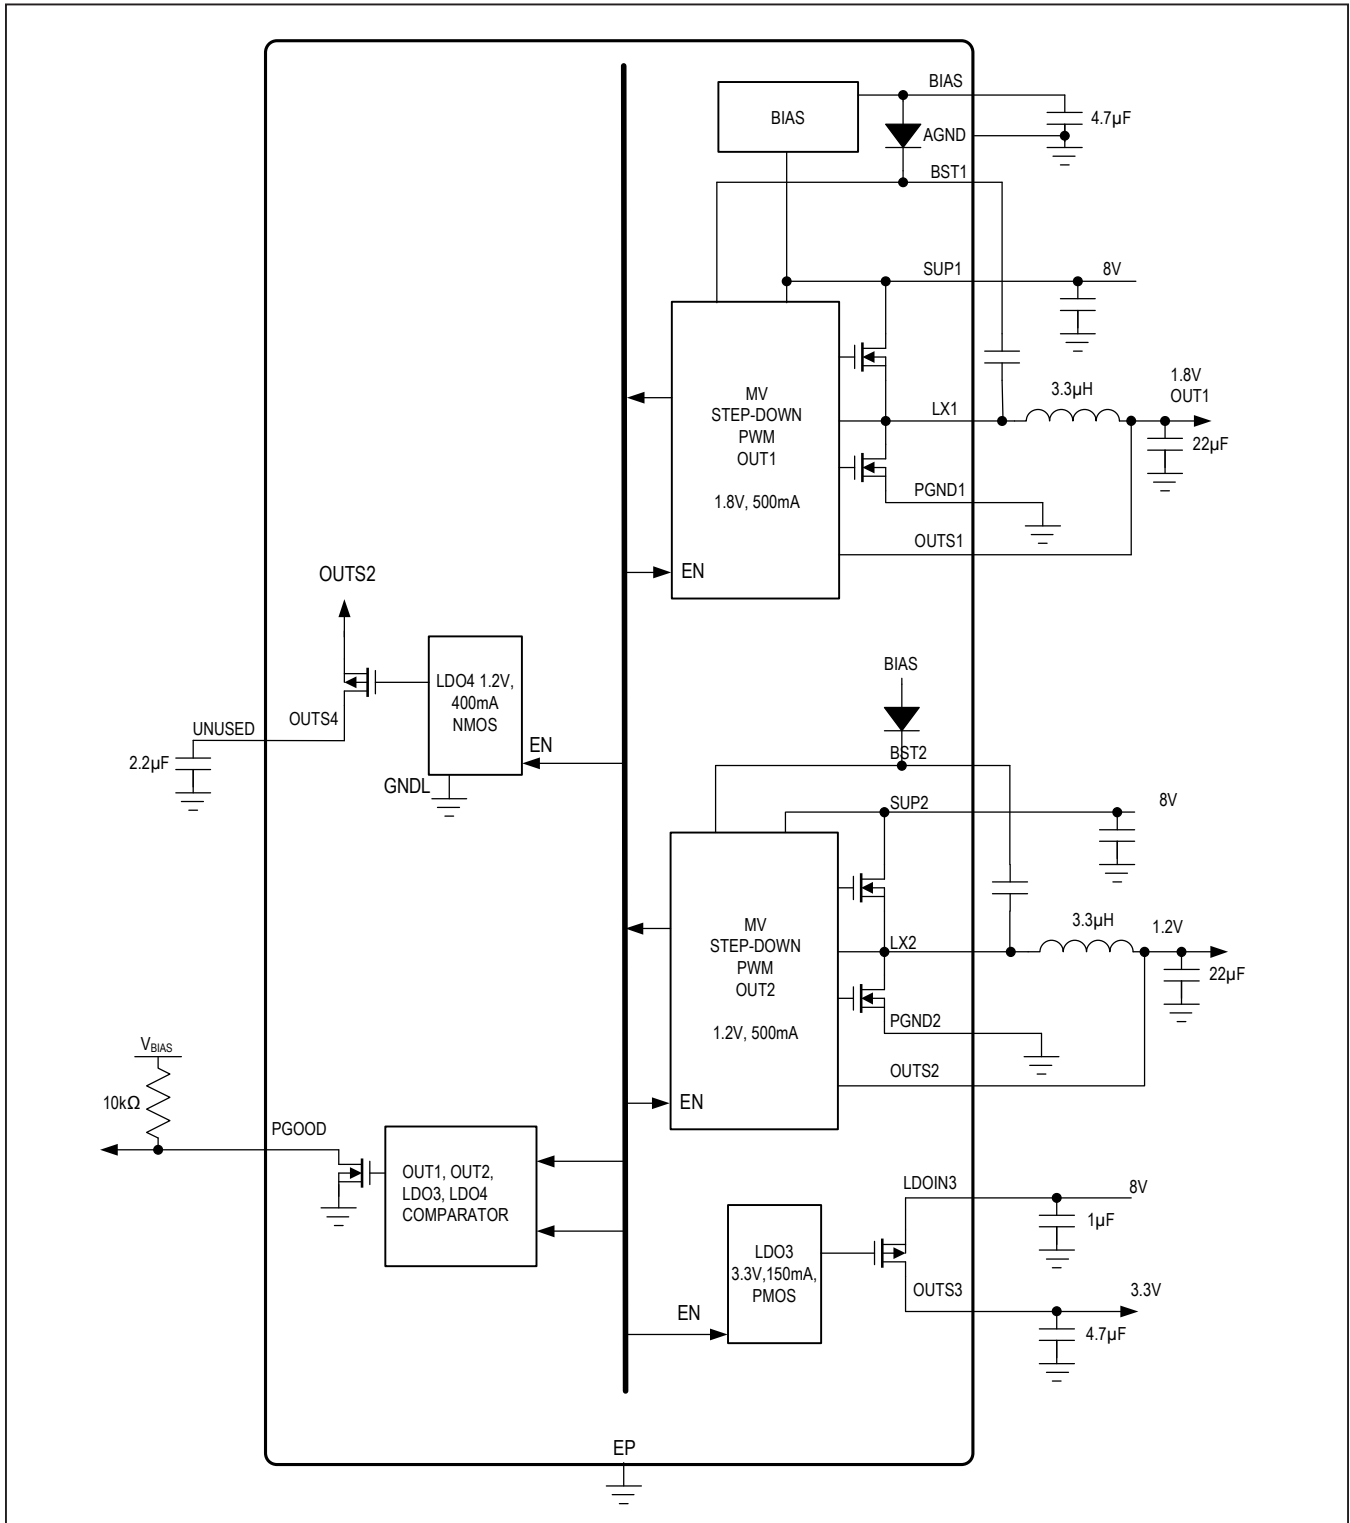 BIAS
BIAS
4.7µF
AGND
BST1
SUP1
8V
MV
STEP-DOWN
PWM
OUT1
1.8V, 500mA
EN
LX1
3.3µH
1.8V
OUT1
22µF
PGND1
OUTS1
OUTS2
LDO4 1.2V,
400mA
NMOS
OUTS4
UNUSED
2.2µF
EN
GNDL
BIAS
BST2
SUP2
8V
MV
STEP-DOWN
PWM
OUT2
1.2V, 500mA
EN
LX2
3.3µH
1.2V
22µF
PGND2
OUTS2
VBIAS
10kΩ
PGOOD
OUT1, OUT2,
LDO3, LDO4
COMPARATOR
LDOIN3
8V
1µF
LDO3
3.3V,150mA,
PMOS
EN
OUTS3
3.3V
4.7µF
EP